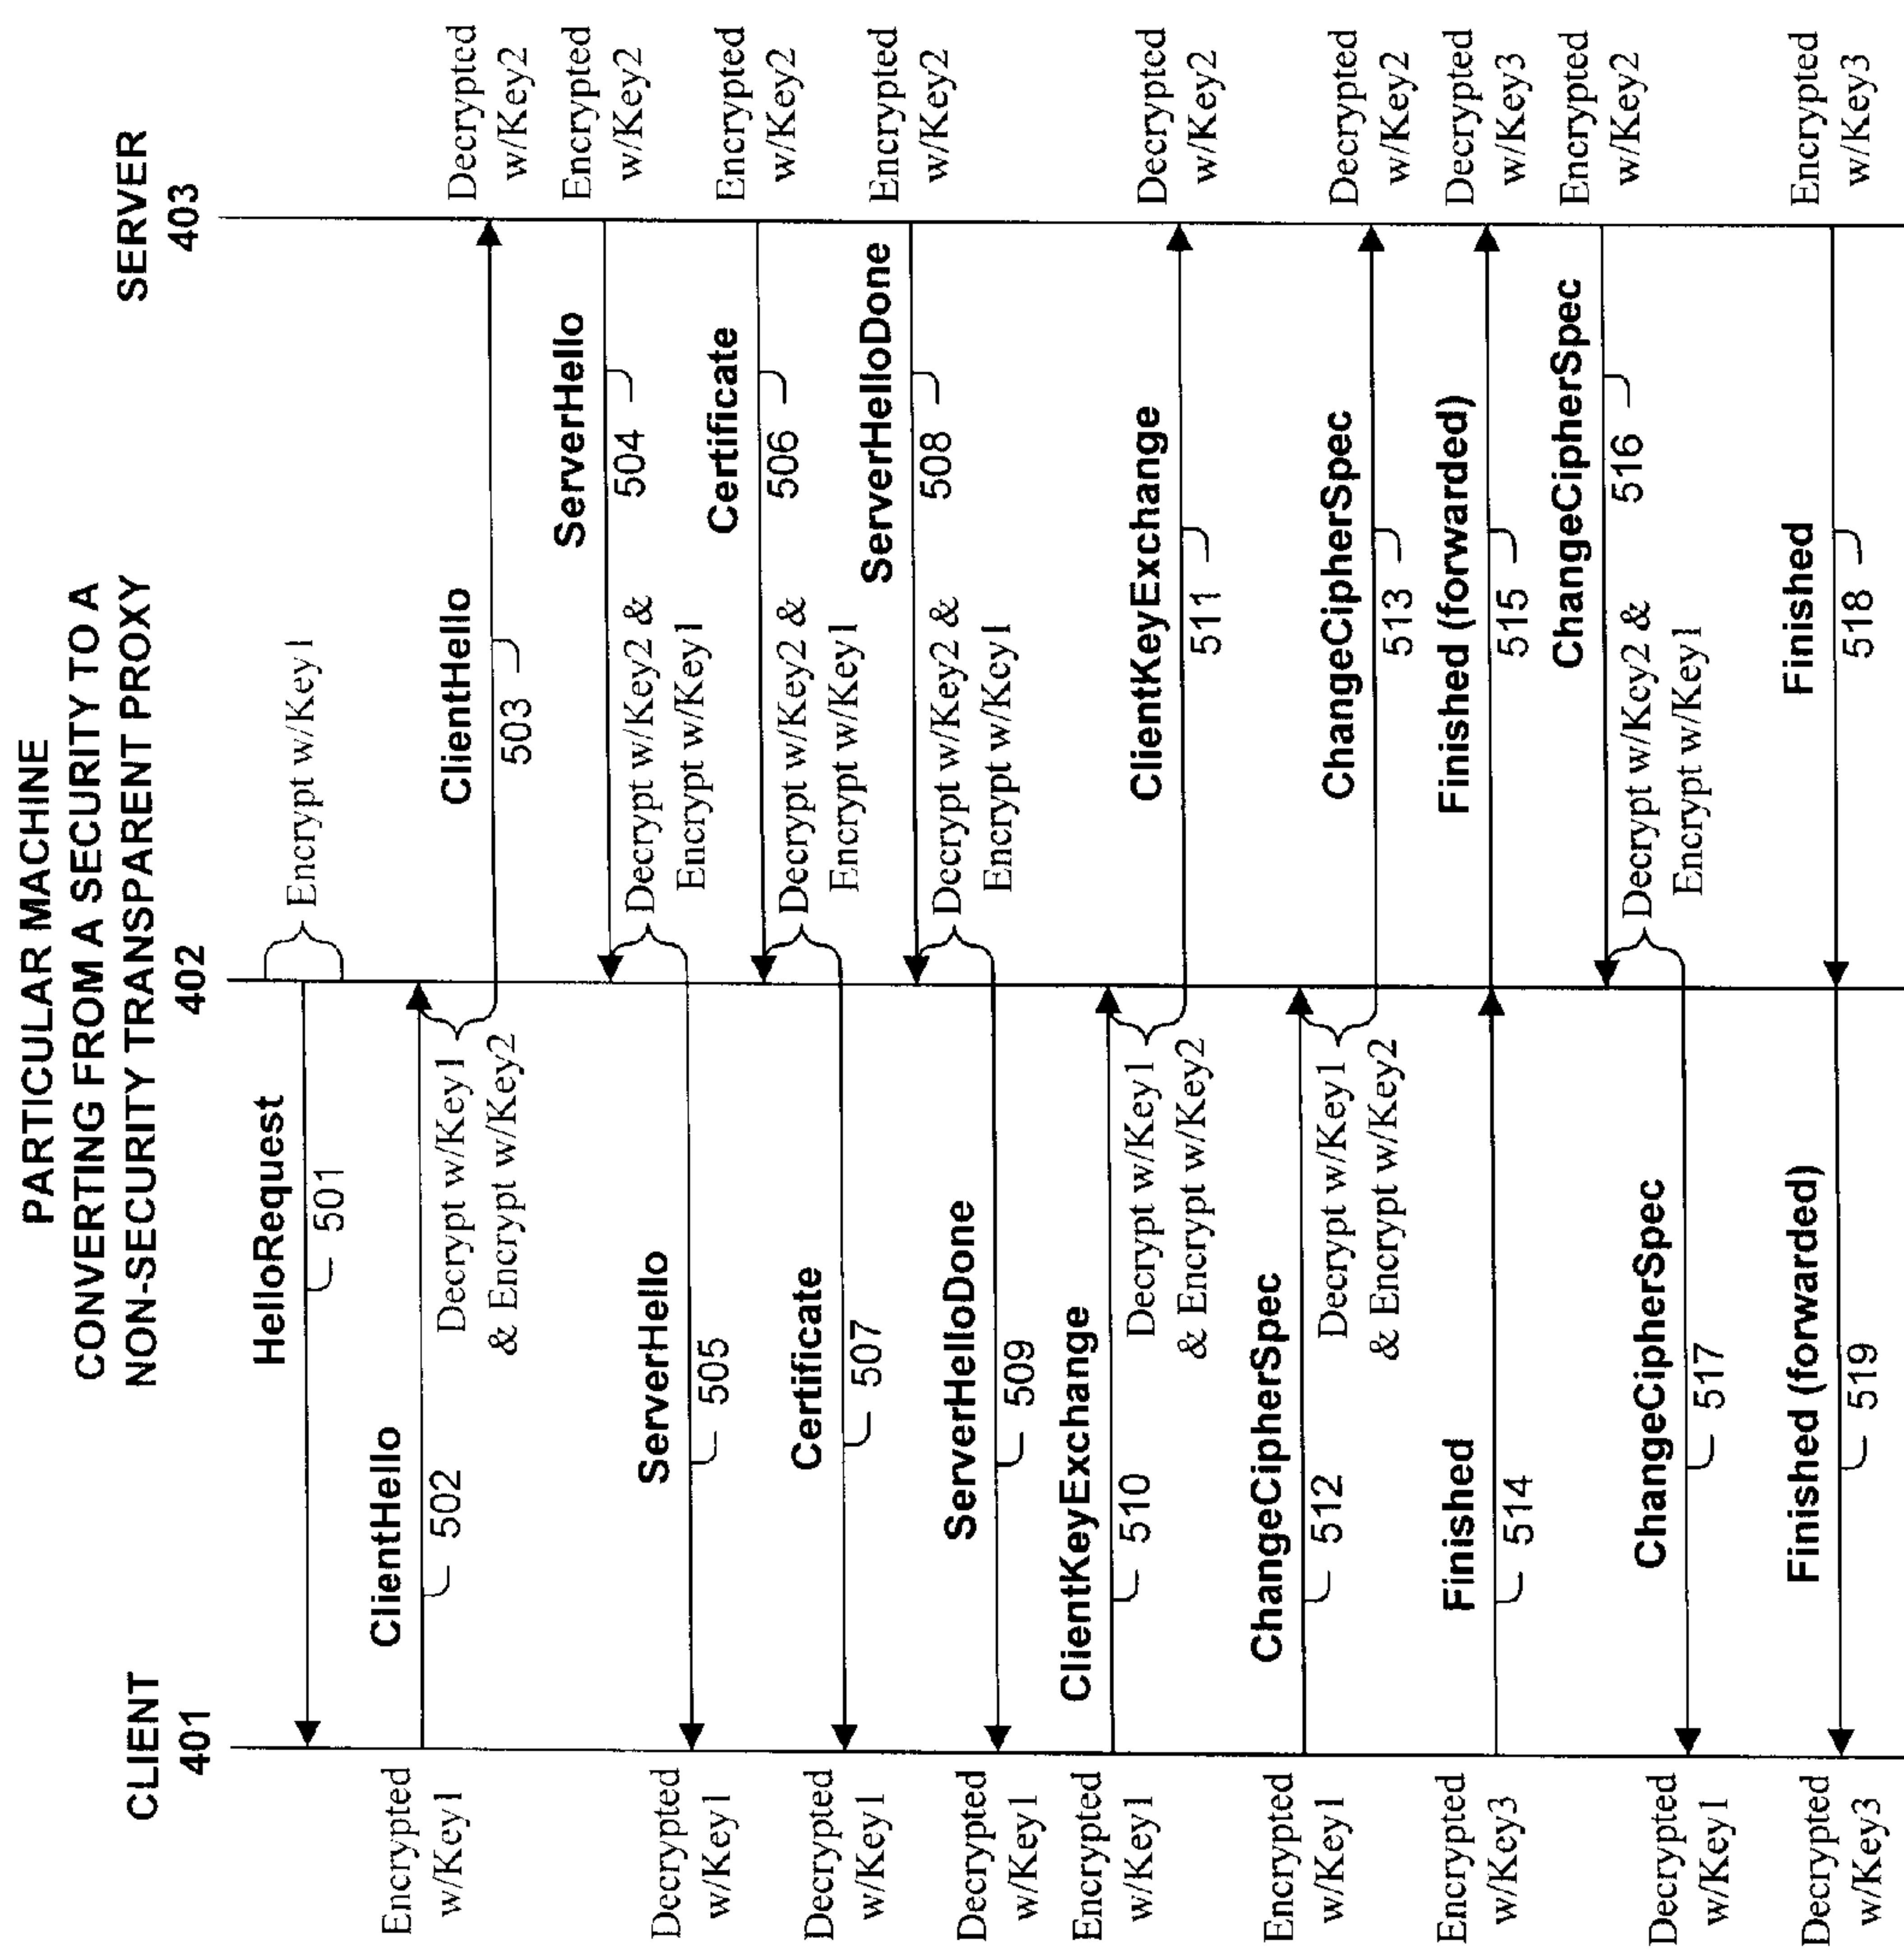 PARTICULAR MACHINE
CONVERTING FROM A SECURITY TO A
NON-SECURITY TRANSPARENT PROXY
CLIENT
401
402
SERVER
403
HelloRequest
501
Encrypt w/Key1
Encrypted
w/Key1
ClientHello
502
Decrypt w/Key1
& Encrypt w/Key2
ClientHello
503
Decrypted
w/Key2
ServerHello
504
Encrypted
w/Key2
Decrypt w/Key2 &
Encrypt w/Key1
ServerHello
505
Decrypted
w/Key1
Certificate
506
Encrypted
w/Key2
Decrypt w/Key2 &
Encrypt w/Key1
Certificate
507
Decrypted
w/Key1
ServerHelloDone
508
Encrypted
w/Key2
Decrypt w/Key2 &
Encrypt w/Key1
ServerHelloDone
509
Decrypted
w/Key1
Encrypted
w/Key1
ClientKeyExchange
510
Decrypt w/Key1
& Encrypt w/Key2
ClientKeyExchange
511
Decrypted
w/Key2
Encrypted
w/Key1
ChangeCipherSpec
512
Decrypt w/Key1
& Encrypt w/Key2
ChangeCipherSpec
513
Decrypted
w/Key2
Encrypted
w/Key3
Finished
514
Finished (forwarded)
515
Decrypted
w/Key3
ChangeCipherSpec
516
Encrypted
w/Key2
Decrypt w/Key2 &
Encrypt w/Key1
ChangeCipherSpec
517
Decrypted
w/Key1
Finished
518
Encrypted
w/Key3
Finished (forwarded)
519
Decrypted
w/Key3